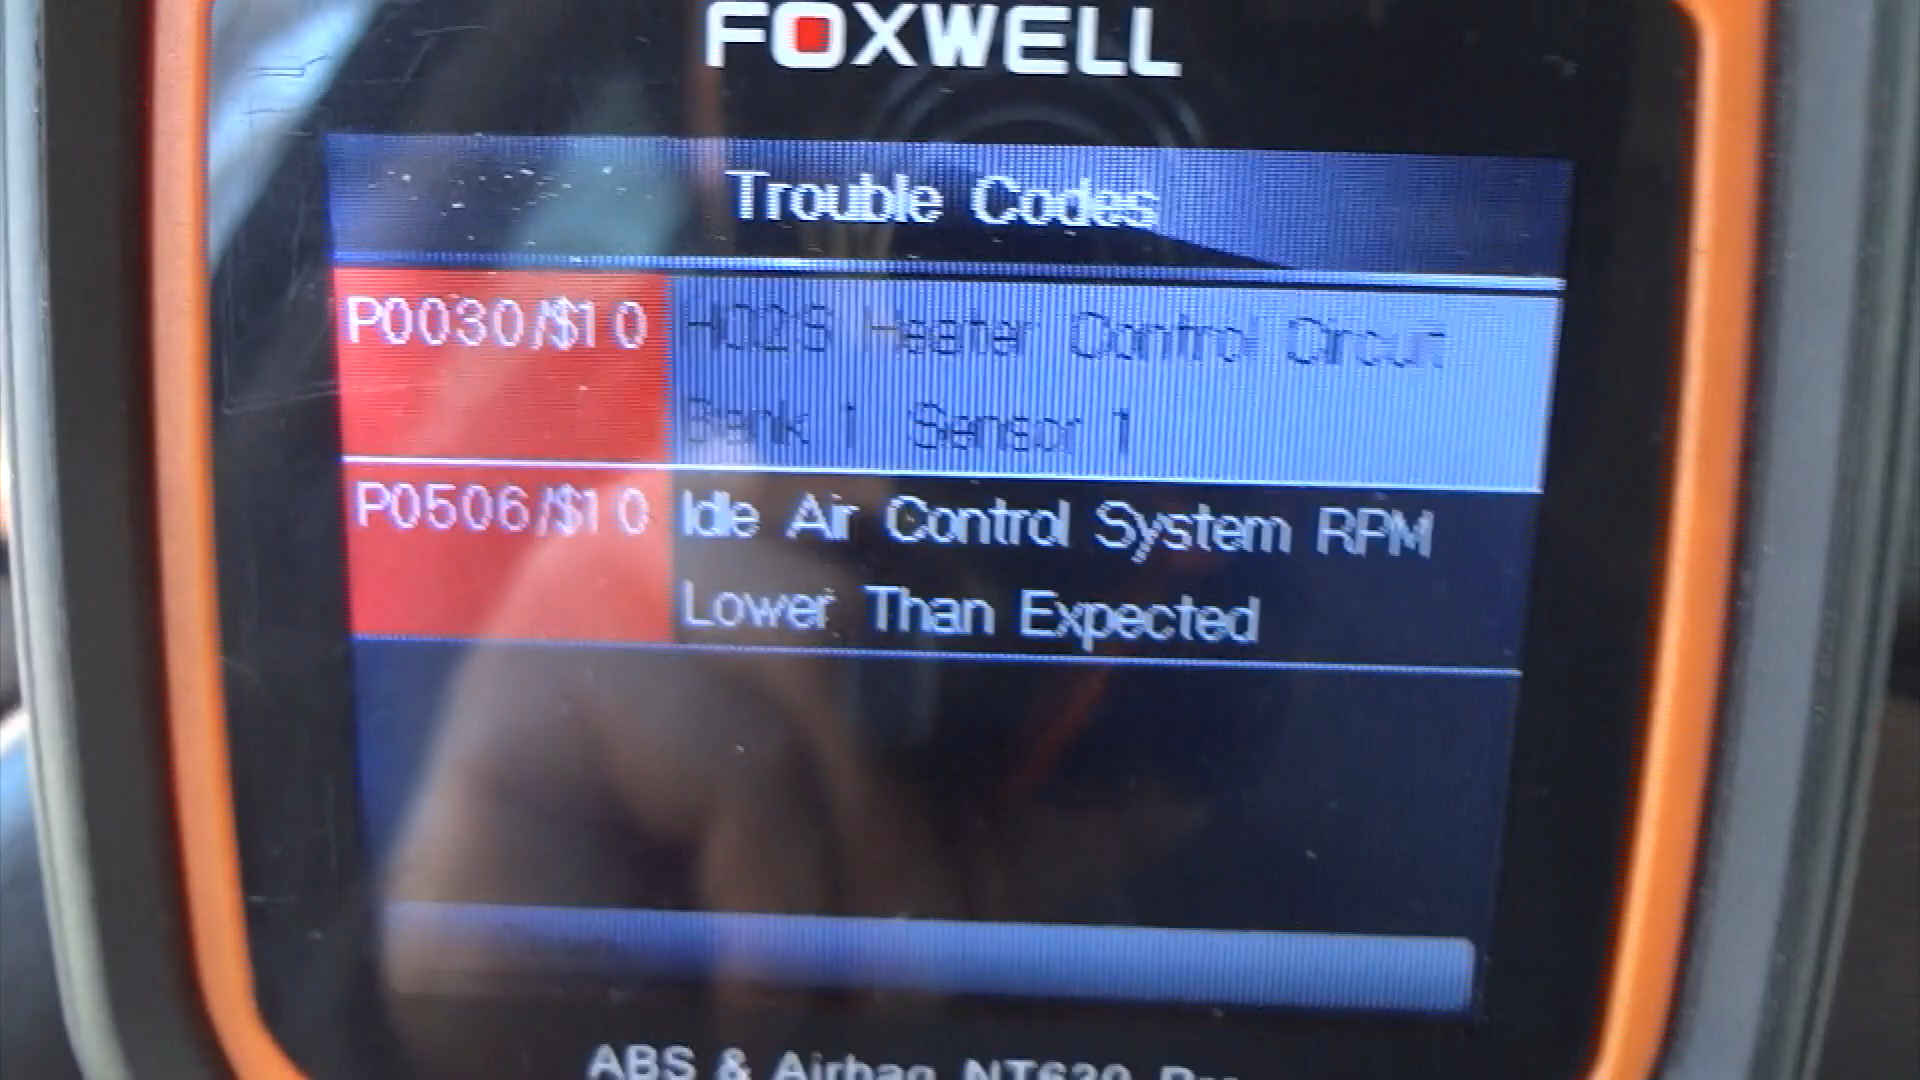 FOXWELL
Trouble Codes
P0030/$10 HO2S Heater Control Circuit
Bank 1 Sensor 1
P0506/$10 Idle Air Control System RPM
Lower Than Expected
ABS & Airbag NT630